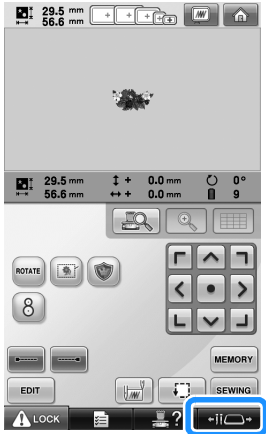 29.5 mm
56.6 mm
29.5 mm + 0.0 mm 0°
56.6 mm + 0.0 mm 9
ROTATE
8
MEMORY
EDIT SEWING
LOCK ?